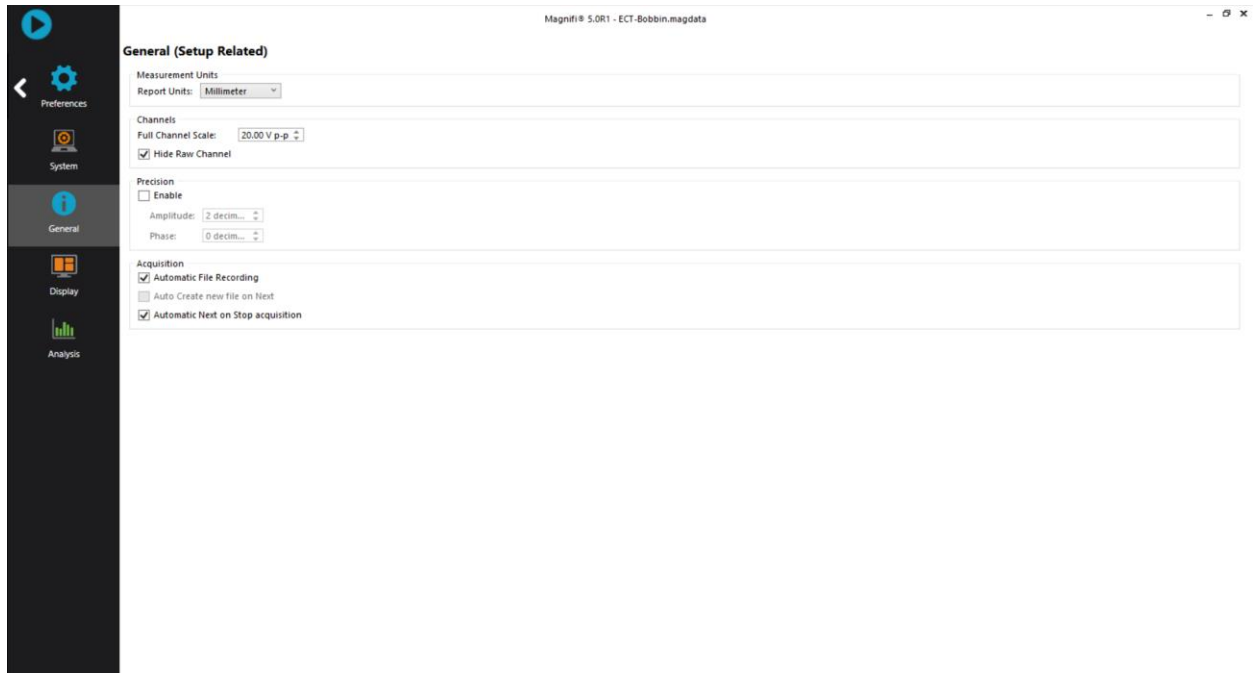 Magnifi® 5.0R1 - ECT-Bobbin.magdata
General (Setup Related)
Preferences
System
General
Display
Analysis
Measurement Units
Report Units: Millimeter
Channels
Full Channel Scale: 20.00 V p-p
Hide Raw Channel
Precision
Enable
Amplitude: 2 decim...
Phase: 0 decim...
Acquisition
Automatic File Recording
Auto Create new file on Next
Automatic Next on Stop acquisition